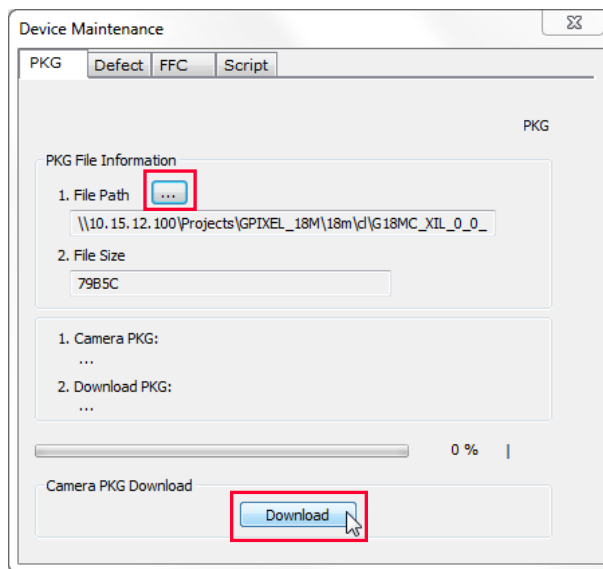 Device Maintenance
PKG Defect FFC Script
PKG
PKG File Information
1. File Path ...
\\10.15.12.100\Projects\GPIXEL_18M\18m\cl\G18MC_XIL_0_0_
2. File Size
79B5C
1. Camera PKG:
...
2. Download PKG:
...
0 %
Camera PKG Download
Download